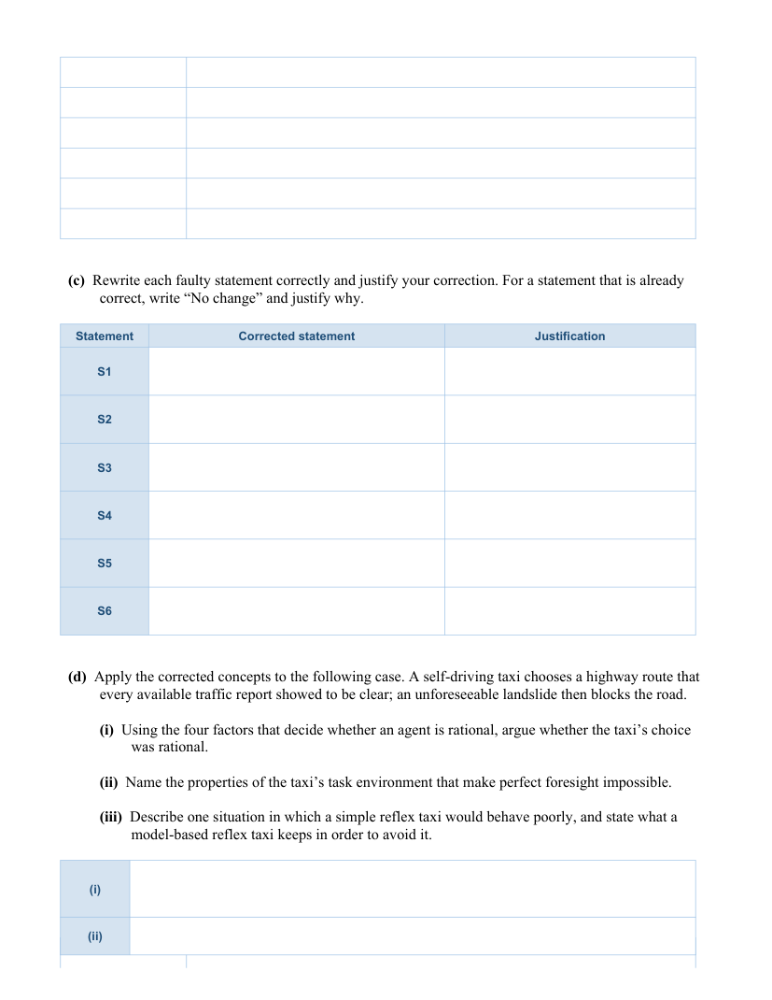 (c) Rewrite each faulty statement correctly and justify your correction. For a statement that is already
correct, write “No change” and justify why.
Statement Corrected statement Justification
S1
S2
S3
S4
S5
S6
(d) Apply the corrected concepts to the following case. A self-driving taxi chooses a highway route that
every available traffic report showed to be clear; an unforeseeable landslide then blocks the road.
(i) Using the four factors that decide whether an agent is rational, argue whether the taxi’s choice
was rational.
(ii) Name the properties of the taxi’s task environment that make perfect foresight impossible.
(iii) Describe one situation in which a simple reflex taxi would behave poorly, and state what a
model-based reflex taxi keeps in order to avoid it.
(i)
(ii)